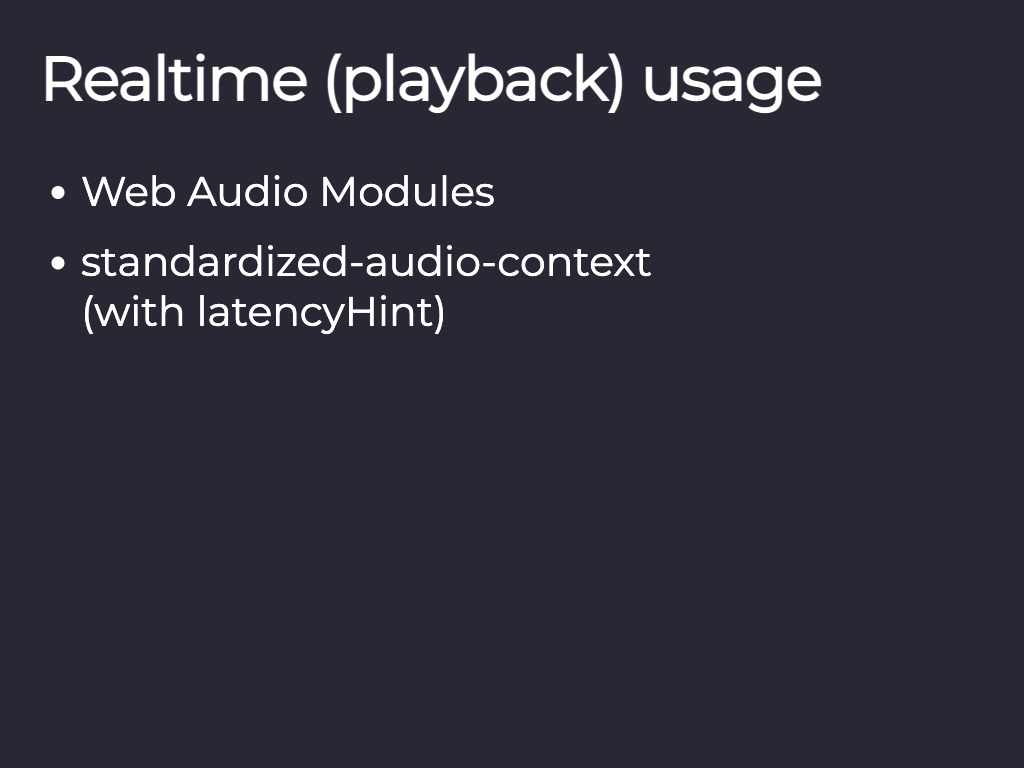 Realtime (playback) usage
• Web Audio Modules
• standardized-audio-context
(with latencyHint)